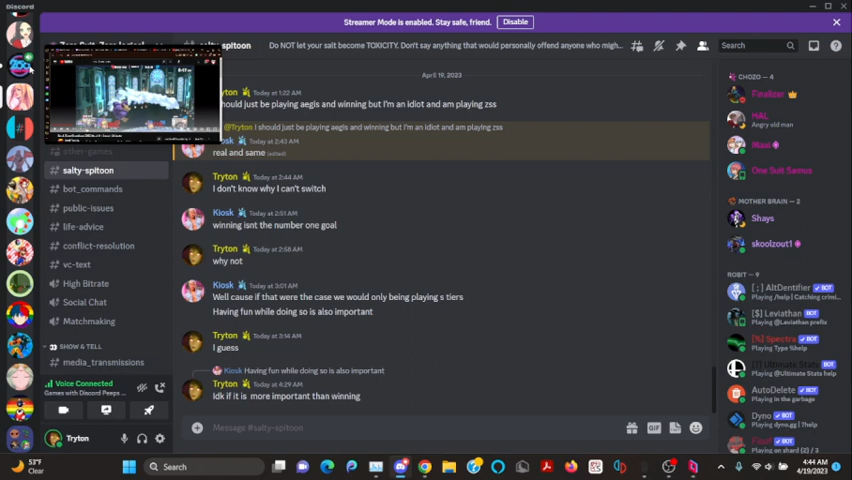 Discord
Streamer Mode is enabled. Stay safe, friend.
Disable
salty-spitoon
Do NOT let your salt become TOXICITY. Don't say anything that would personally offend anyone who migh...
Search
other-games
salty-spitoon
bot_commands
public-issues
life-advice
conflict-resolution
vc-text
High Bitrate
Social Chat
Matchmaking
SHOW & TELL
media_transmissions
Voice Connected
Games with Discord Peeps
Tryton
April 19, 2023
Tryton Today at 1:22 AM
I should just be playing aegis and winning but I'm an idiot and am playing zss
@Tryton I should just be playing aegis and winning but I'm an idiot and am playing zss
Kiosk Today at 2:43 AM
real and same (edited)
Tryton Today at 2:44 AM
I don't know why I can't switch
Kiosk Today at 2:51 AM
winning isnt the number one goal
Tryton Today at 2:58 AM
why not
Kiosk Today at 3:01 AM
Well cause if that were the case we would only being playing s tiers
Having fun while doing so is also important
Tryton Today at 3:14 AM
I guess
Kiosk Having fun while doing so is also important
Tryton Today at 4:29 AM
Idk if it is more important than winning
Message #salty-spitoon
GIF
CHOZO — 4
Finalizer
HAL
Angry old man
Maxi
One Suit Samus
MOTHER BRAIN — 2
Shays
skoolzout1
ROBIT — 9
[ ; ] AltDentifier BOT
Playing /help | Catching crimi...
[$] Leviathan BOT
Playing @Leviathan prefix
[%] Spectra BOT
Playing Type %help
[!] Ultimate Stats BOT
Playing @Ultimate Stats help
AutoDelete BOT
Playing in the garbage
Dyno BOT
Playing dyno.gg | ?help
BOT
Playing on shard (2) / 3
53°F
Clear
Search
4:44 AM
4/19/2023